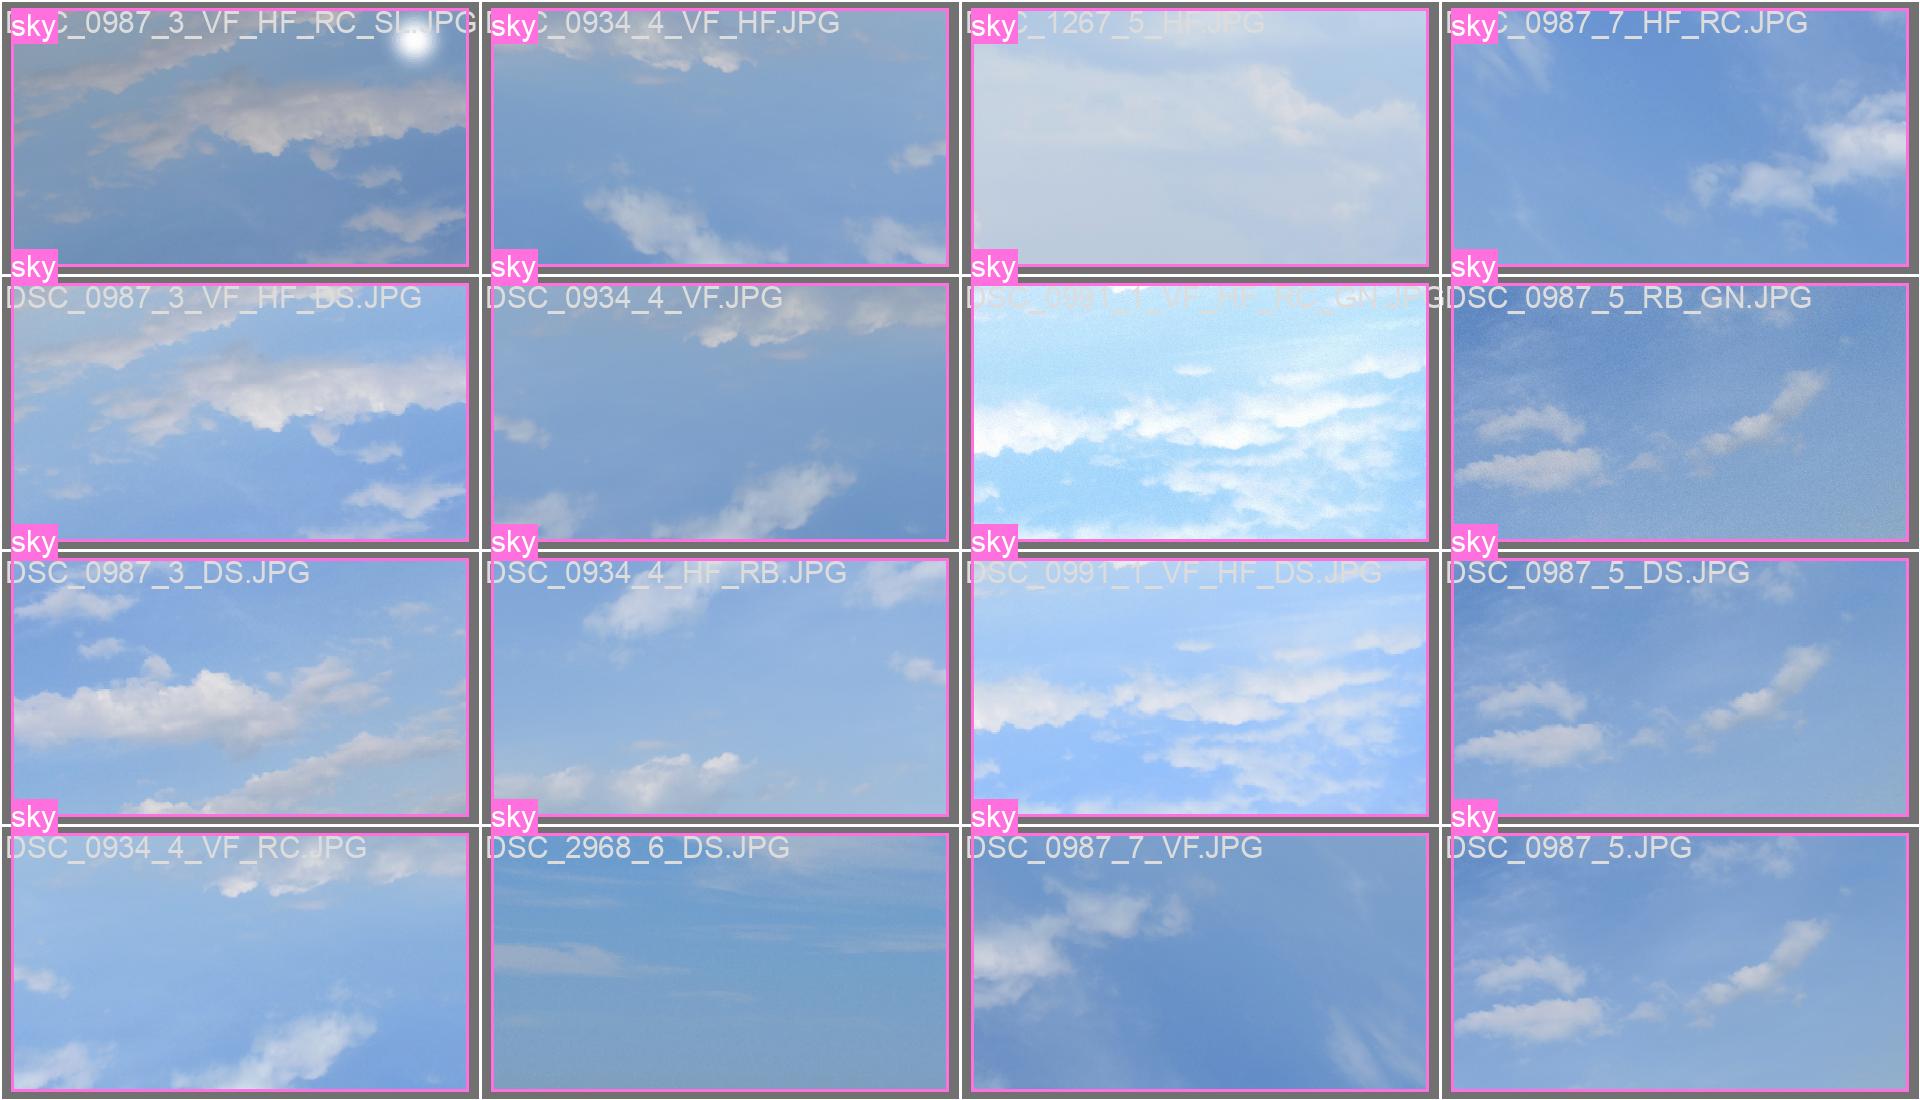 sky
DSC_0987_3_VF_HF_RC_SL.JPG
sky
DSC_0934_4_VF_HF.JPG
sky
DSC_1267_5_HF.JPG
sky
DSC_0987_7_HF_RC.JPG
sky
DSC_0987_3_VF_HF_DS.JPG
sky
DSC_0934_4_VF.JPG
sky
DSC_0991_1_VF_HF_RC_GN.JPG
sky
DSC_0987_5_RB_GN.JPG
sky
DSC_0987_3_DS.JPG
sky
DSC_0934_4_HF_RB.JPG
sky
DSC_0991_1_VF_HF_DS.JPG
sky
DSC_0987_5_DS.JPG
sky
DSC_0934_4_VF_RC.JPG
sky
DSC_2968_6_DS.JPG
sky
DSC_0987_7_VF.JPG
sky
DSC_0987_5.JPG